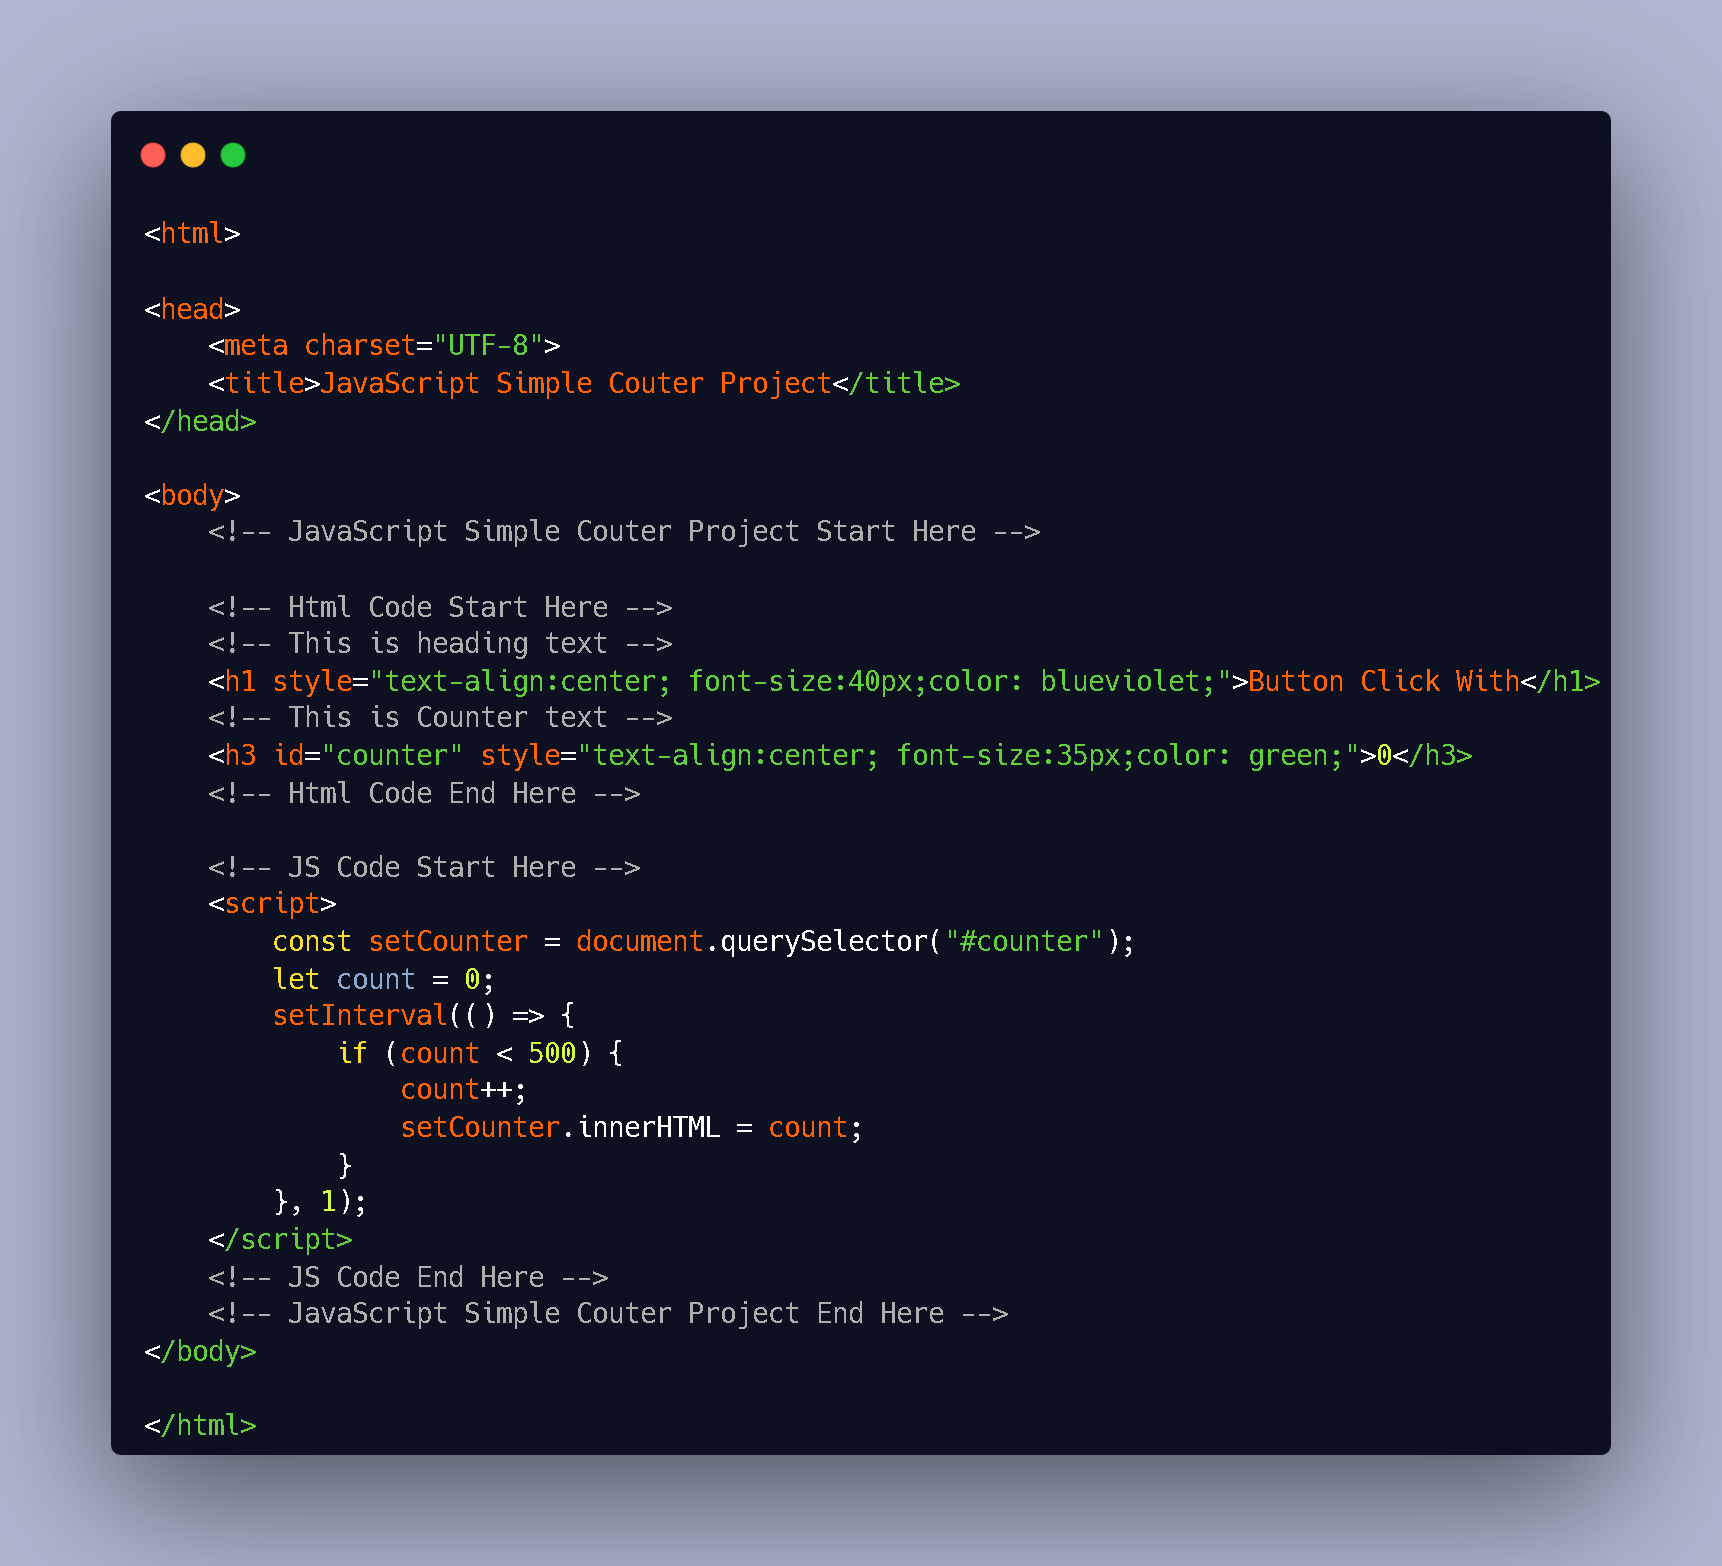 <html>

<head>
    <meta charset="UTF-8">
    <title>JavaScript Simple Couter Project</title>
</head>

<body>
    <!-- JavaScript Simple Couter Project Start Here -->

    <!-- Html Code Start Here -->
    <!-- This is heading text -->
    <h1 style="text-align:center; font-size:40px;color: blueviolet;">Button Click With</h1>
    <!-- This is Counter text -->
    <h3 id="counter" style="text-align:center; font-size:35px;color: green;">0</h3>
    <!-- Html Code End Here -->

    <!-- JS Code Start Here -->
    <script>
        const setCounter = document.querySelector("#counter");
        let count = 0;
        setInterval(() => {
            if (count < 500) {
                count++;
                setCounter.innerHTML = count;
            }
        }, 1);
    </script>
    <!-- JS Code End Here -->
    <!-- JavaScript Simple Couter Project End Here -->
</body>

</html>